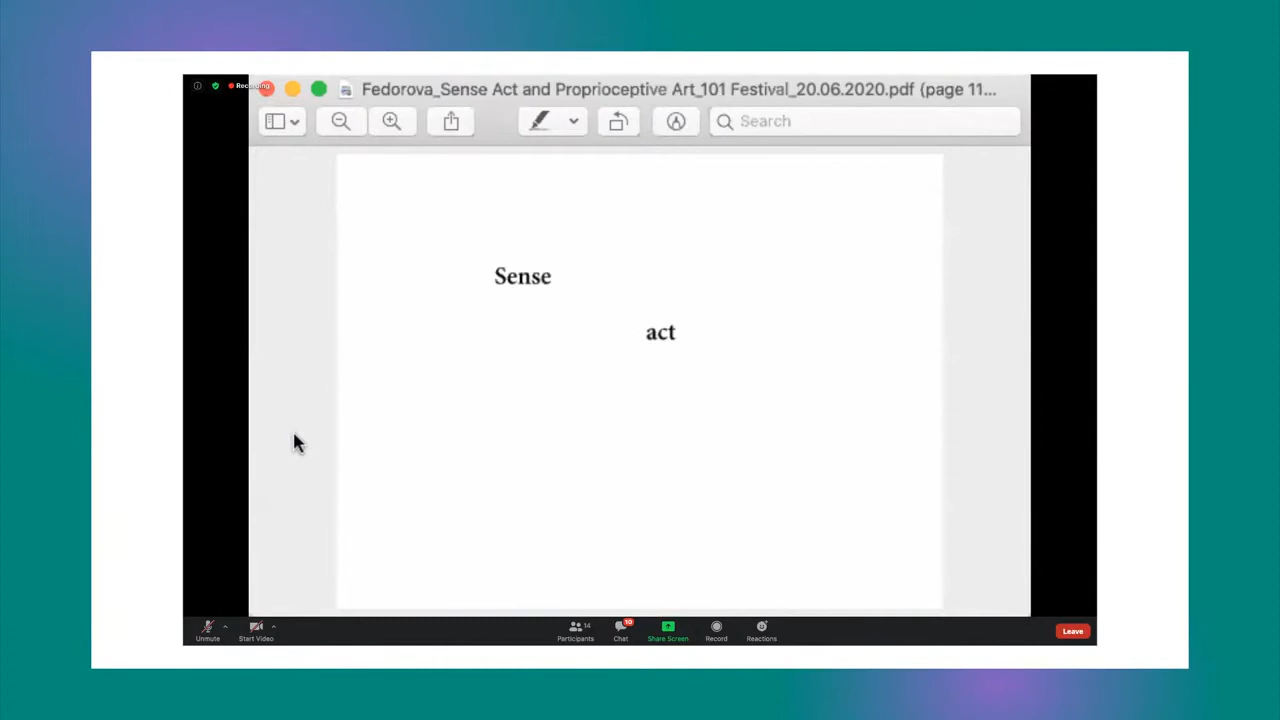 Recording
Fedorova_Sense Act and Proprioceptive Art_101 Festival_20.06.2020.pdf (page 11...
Search
Sense
act
Unmute
Start Video
Participants
14
Chat
10
Share Screen
Record
Reactions
Leave